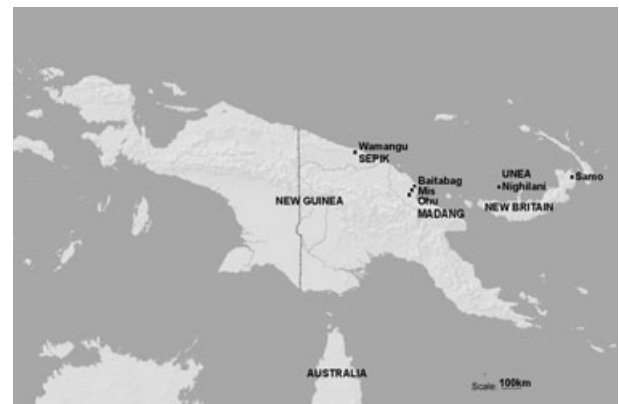 Wamangu
SEPIK
Baitabag
Mis
Ohu
MADANG
UNEA
Nighilani
Samo
NEW GUINEA
NEW BRITAIN
AUSTRALIA
Scale: 100km